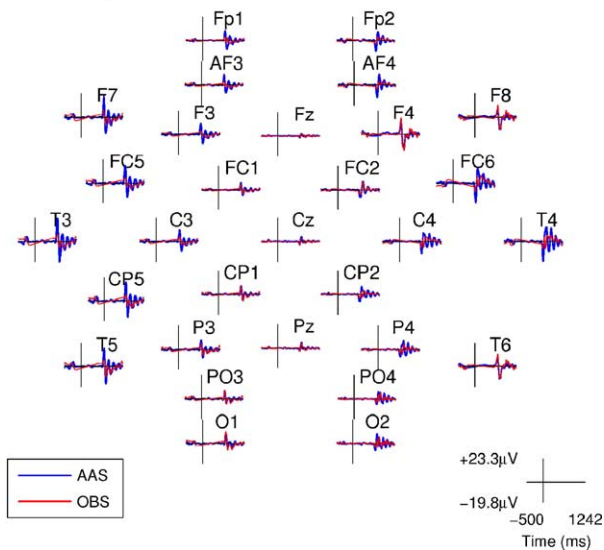 Fp1 Fp2
AF3 AF4
F7 F8
F3 Fz F4
FC5 FC1 FC2 FC6
T3 C3 Cz C4 T4
CP5 CP1 CP2
T5 P3 Pz P4 T6
PO3 PO4
O1 O2
AAS
OBS
+23.3µV
−19.8µV
−500 1242
Time (ms)